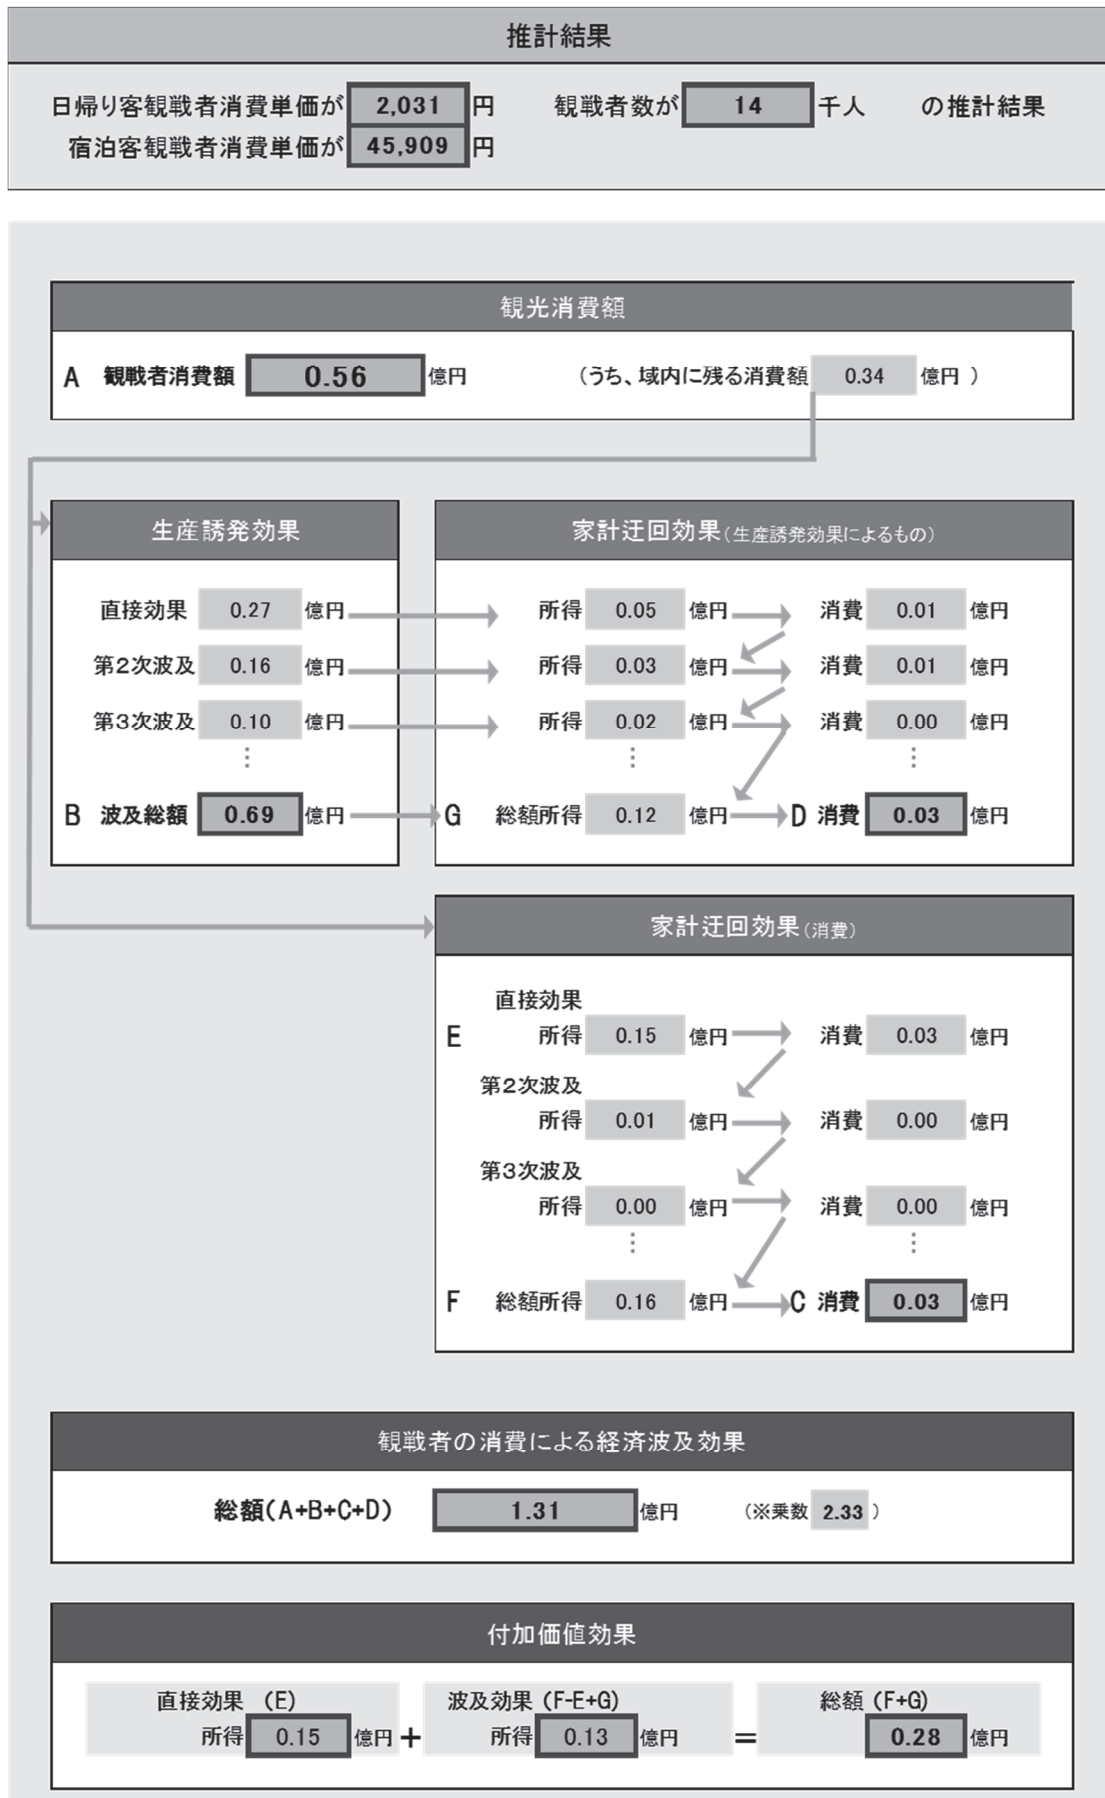 推計結果
日帰り客観戦者消費単価が 2,031 円 観戦者数が 14 千人 の推計結果
宿泊客観戦者消費単価が 45,909 円
観光消費額
A 観戦者消費額 0.56 億円 （うち、域内に残る消費額 0.34 億円 ）
生産誘発効果
家計迂回効果（生産誘発効果によるもの）
直接効果 0.27 億円 所得 0.05 億円 消費 0.01 億円
第2次波及 0.16 億円 所得 0.03 億円 消費 0.01 億円
第3次波及 0.10 億円 所得 0.02 億円 消費 0.00 億円
⋮ ⋮ ⋮
B 波及総額 0.69 億円 G 総額所得 0.12 億円 D 消費 0.03 億円
家計迂回効果（消費）
直接効果
E 所得 0.15 億円 消費 0.03 億円
第2次波及
所得 0.01 億円 消費 0.00 億円
第3次波及
所得 0.00 億円 消費 0.00 億円
⋮ ⋮
F 総額所得 0.16 億円 C 消費 0.03 億円
観戦者の消費による経済波及効果
総額（A+B+C+D） 1.31 億円 （※乗数 2.33 ）
付加価値効果
直接効果 （E） 波及効果（F-E+G） 総額（F+G）
所得 0.15 億円 + 所得 0.13 億円 = 0.28 億円